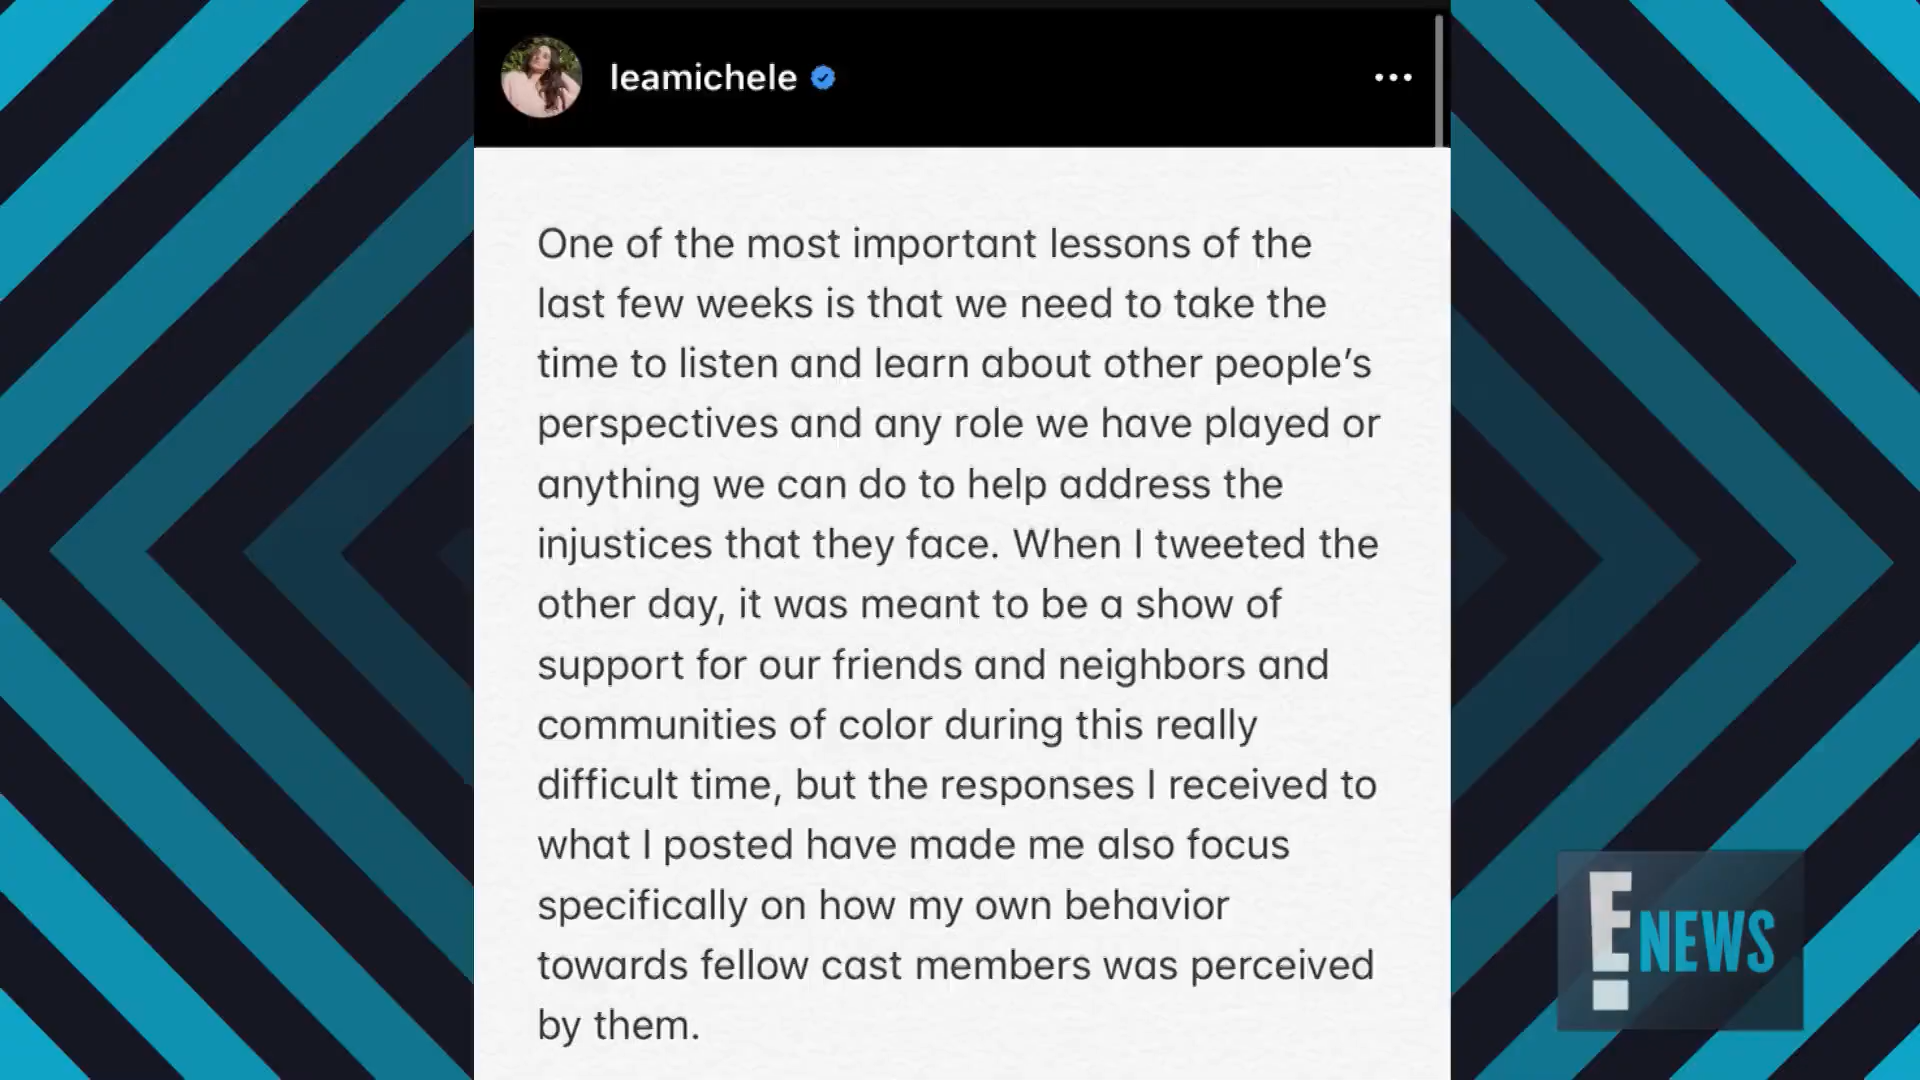 leamichele
One of the most important lessons of the
last few weeks is that we need to take the
time to listen and learn about other people’s
perspectives and any role we have played or
anything we can do to help address the
injustices that they face. When I tweeted the
other day, it was meant to be a show of
support for our friends and neighbors and
communities of color during this really
difficult time, but the responses I received to
what I posted have made me also focus
specifically on how my own behavior
towards fellow cast members was perceived
by them.
E! NEWS